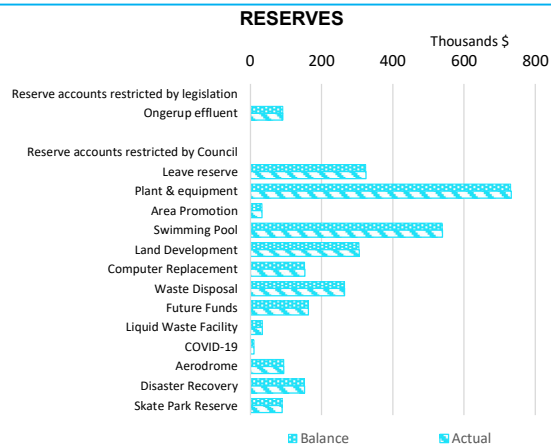 RESERVES
Thousands $
0 200 400 600 800
Reserve accounts restricted by legislation
Ongerup effluent
Reserve accounts restricted by Council
Leave reserve
Plant & equipment
Area Promotion
Swimming Pool
Land Development
Computer Replacement
Waste Disposal
Future Funds
Liquid Waste Facility
COVID-19
Aerodrome
Disaster Recovery
Skate Park Reserve
Balance Actual